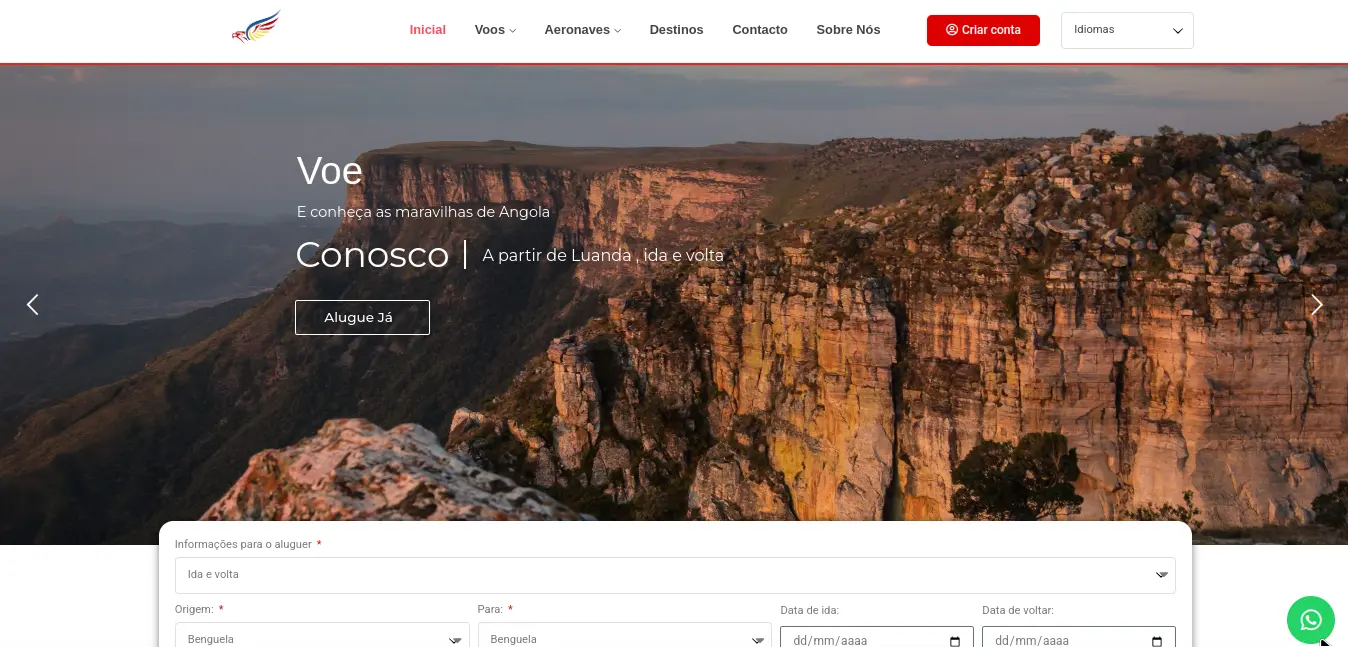 Inicial Voos Aeronaves Destinos Contacto Sobre Nós Criar conta Idiomas
Voe
E conheça as maravilhas de Angola
Conosco | A partir de Luanda , ida e volta
Alugue Já
Informações para o aluguer *
Ida e volta
Origem: * Para: * Data de ida: Data de voltar:
Benguela Benguela dd/mm/aaaa dd/mm/aaaa